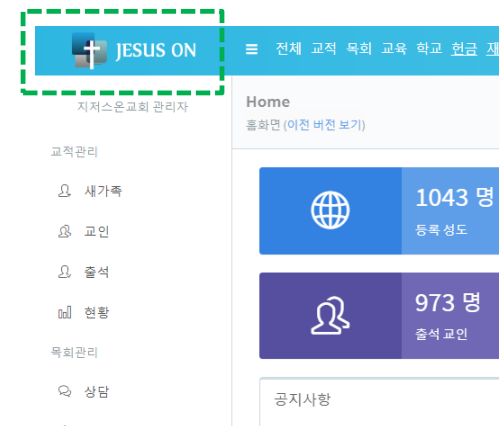 JESUS ON
전체 교적 목회 교육 학교 헌금 재
지저스온교회 관리자
Home
홈화면 (이전 버전 보기)
교적관리
새가족
교인
출석
현황
목회관리
상담
1043 명
등록 성도
973 명
출석 교인
공지사항